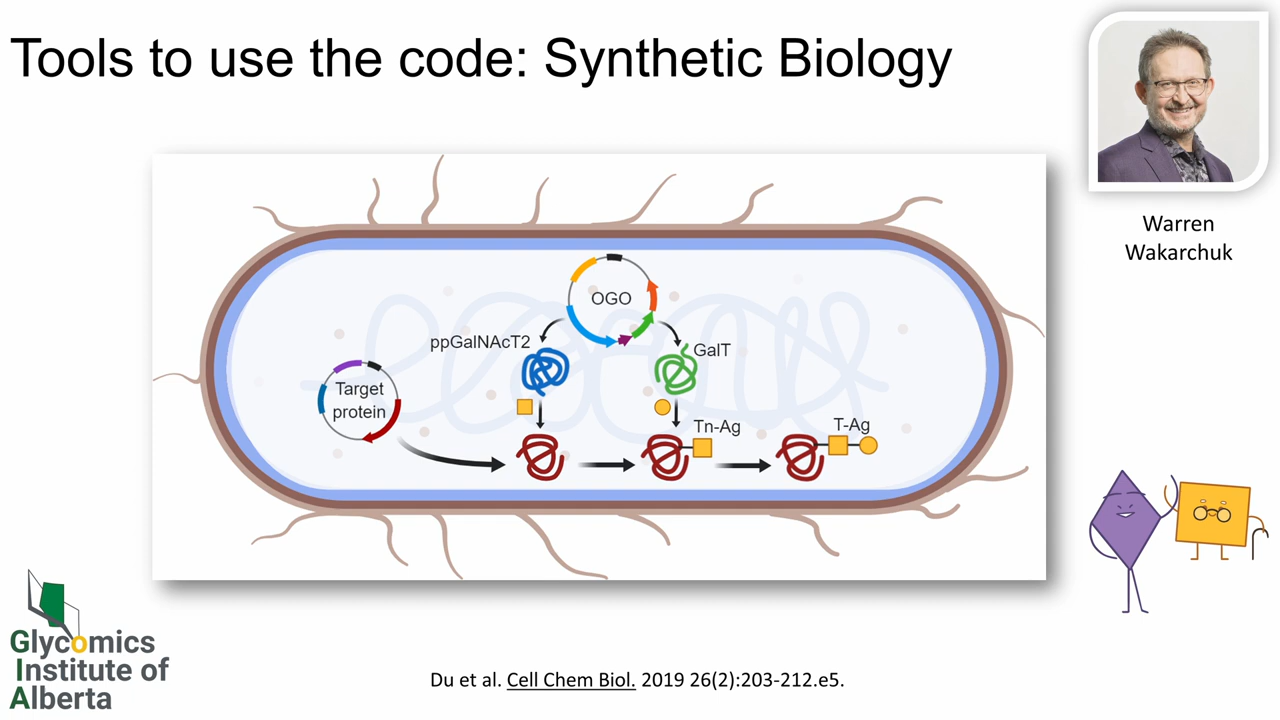 Tools to use the code: Synthetic Biology
Warren
Wakarchuk
OGO
ppGalNAcT2
GalT
Target
protein
Tn-Ag
T-Ag
Glycomics
Institute of
Alberta
Du et al. Cell Chem Biol. 2019 26(2):203-212.e5.